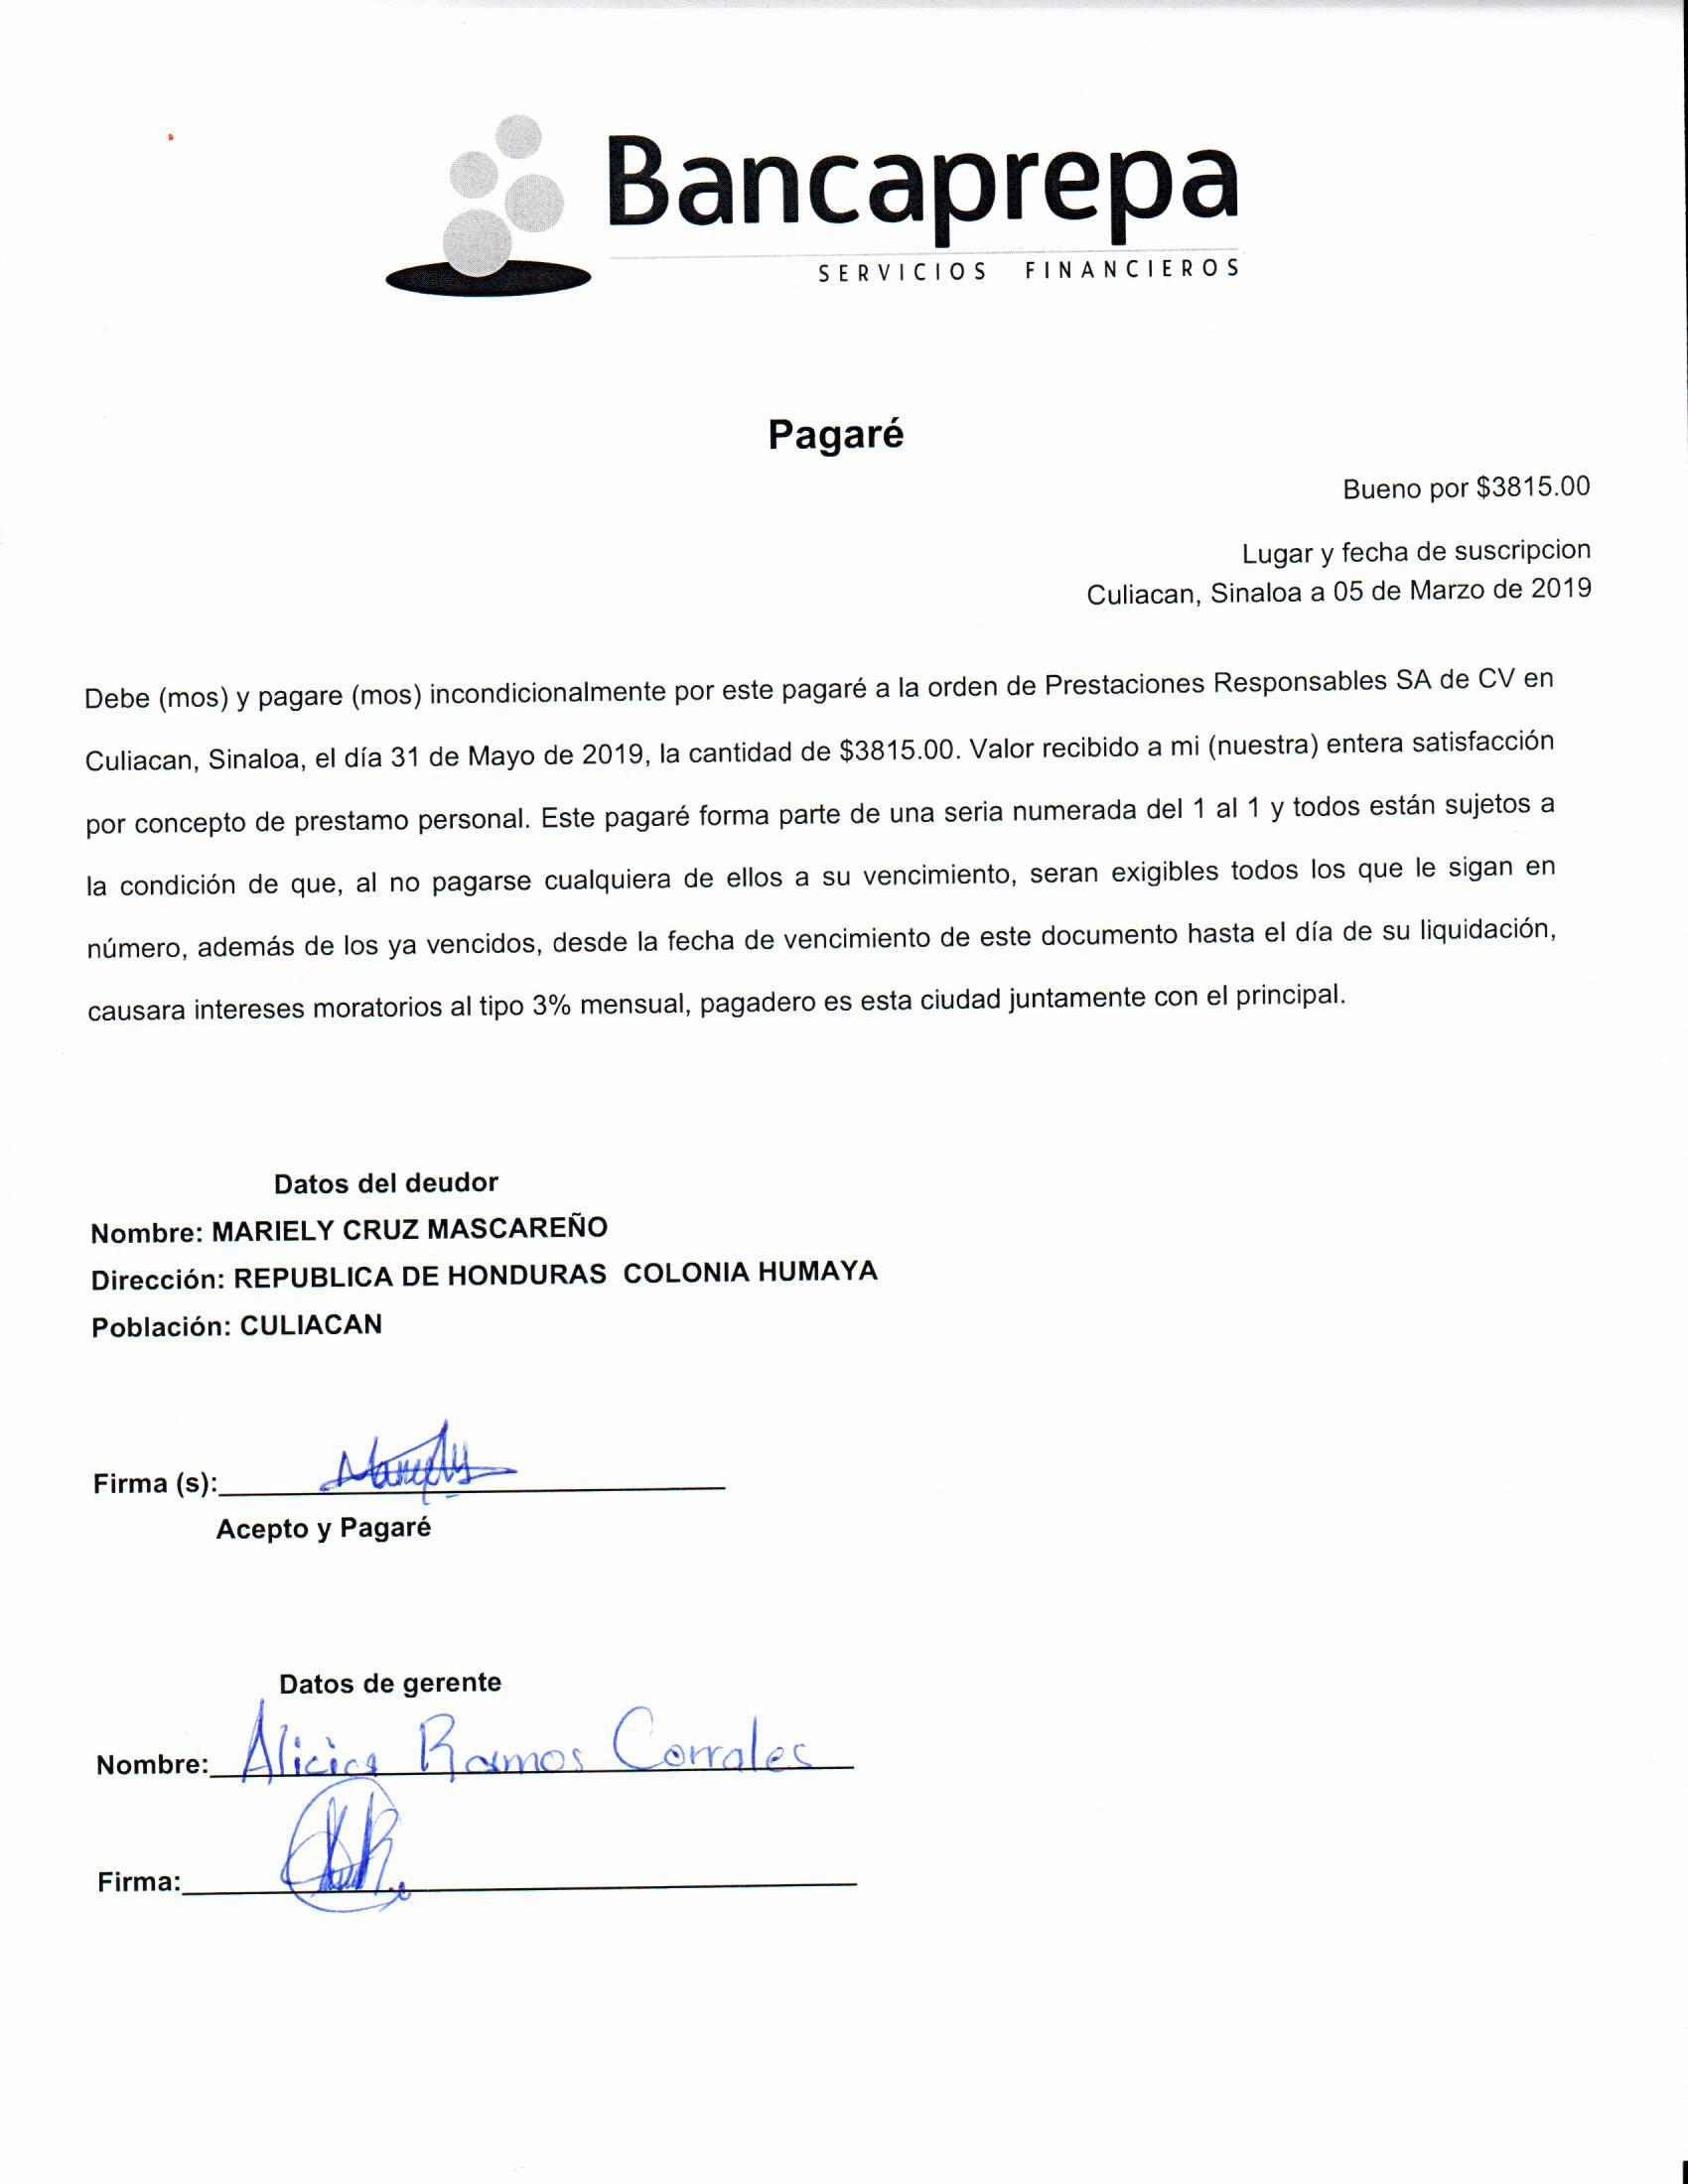 Bancaprepa
SERVICIOS FINANCIEROS
Pagaré
Bueno por $3815.00
Lugar y fecha de suscripcion
Culiacan, Sinaloa a 05 de Marzo de 2019
Debe (mos) y pagare (mos) incondicionalmente por este pagaré a la orden de Prestaciones Responsables SA de CV en
Culiacan, Sinaloa, el día 31 de Mayo de 2019, la cantidad de $3815.00. Valor recibido a mi (nuestra) entera satisfacción
por concepto de prestamo personal. Este pagaré forma parte de una seria numerada del 1 al 1 y todos están sujetos a
la condición de que, al no pagarse cualquiera de ellos a su vencimiento, seran exigibles todos los que le sigan en
número, además de los ya vencidos, desde la fecha de vencimiento de este documento hasta el día de su liquidación,
causara intereses moratorios al tipo 3% mensual, pagadero es esta ciudad juntamente con el principal.
Datos del deudor
Nombre: MARIELY CRUZ MASCAREÑO
Dirección: REPUBLICA DE HONDURAS COLONIA HUMAYA
Población: CULIACAN
Firma (s): Mariely
Acepto y Pagaré
Datos de gerente
Nombre: Alicia Ramos Corrales
Firma: